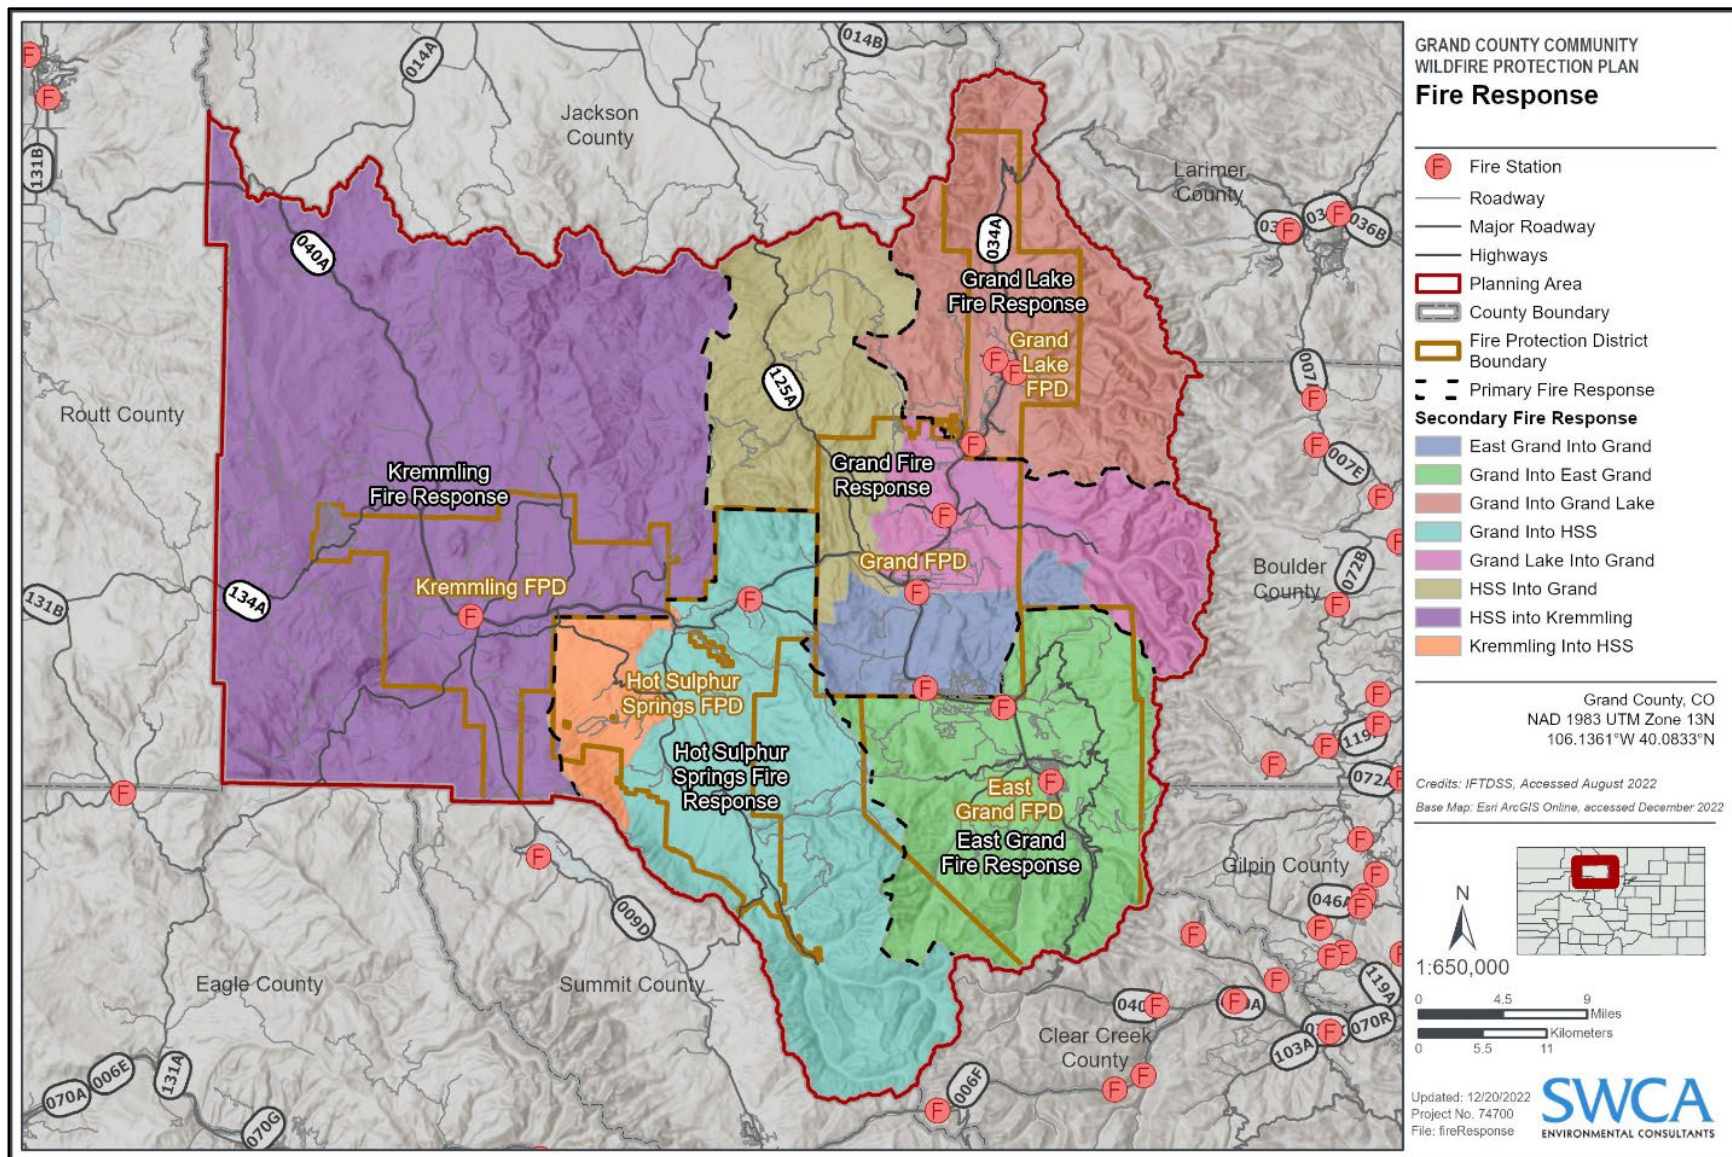 GRAND COUNTY COMMUNITY
WILDFIRE PROTECTION PLAN
Fire Response
Fire Station
Roadway
Major Roadway
Highways
Planning Area
County Boundary
Fire Protection District
Boundary
Primary Fire Response
Secondary Fire Response
East Grand Into Grand
Grand Into East Grand
Grand Into Grand Lake
Grand Into HSS
Grand Lake Into Grand
HSS Into Grand
HSS into Kremmling
Kremmling Into HSS
Grand County, CO
NAD 1983 UTM Zone 13N
106.1361°W 40.0833°N
Credits: IFTDSS, Accessed August 2022
Base Map: Esri ArcGIS Online, accessed December 2022
N
1:650,000
0 4.5 9
Miles
Kilometers
0 5.5 11
Updated: 12/20/2022
Project No. 74700
File: fireResponse
SWCA
ENVIRONMENTAL CONSULTANTS
014A
014B
Jackson
County
131B
Larimer
County
036B
040A
034A
Grand Lake
Fire Response
Grand
Lake
FPD
125A
Routt County
Kremmling
Fire Response
Grand Fire
Response
007E
Kremmling FPD
Grand FPD
Boulder
County
072B
131B
134A
Hot Sulphur
Springs FPD
Hot Sulphur
Springs Fire
Response
East
Grand FPD
East Grand
Fire Response
072A
Gilpin County
046A
009D
Eagle County
Summit County
119A
070R
103A
Clear Creek
County
006F
070A
006E
131A
070G